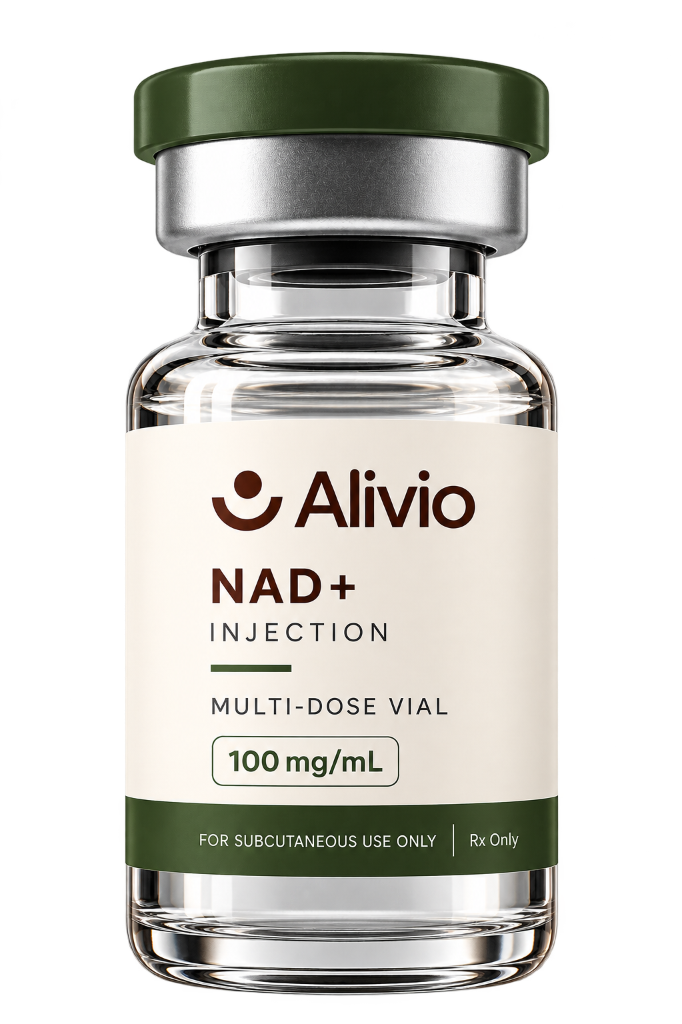 Alivio
NAD+
INJECTION
MULTI-DOSE VIAL
100 mg/mL
FOR SUBCUTANEOUS USE ONLY | Rx Only